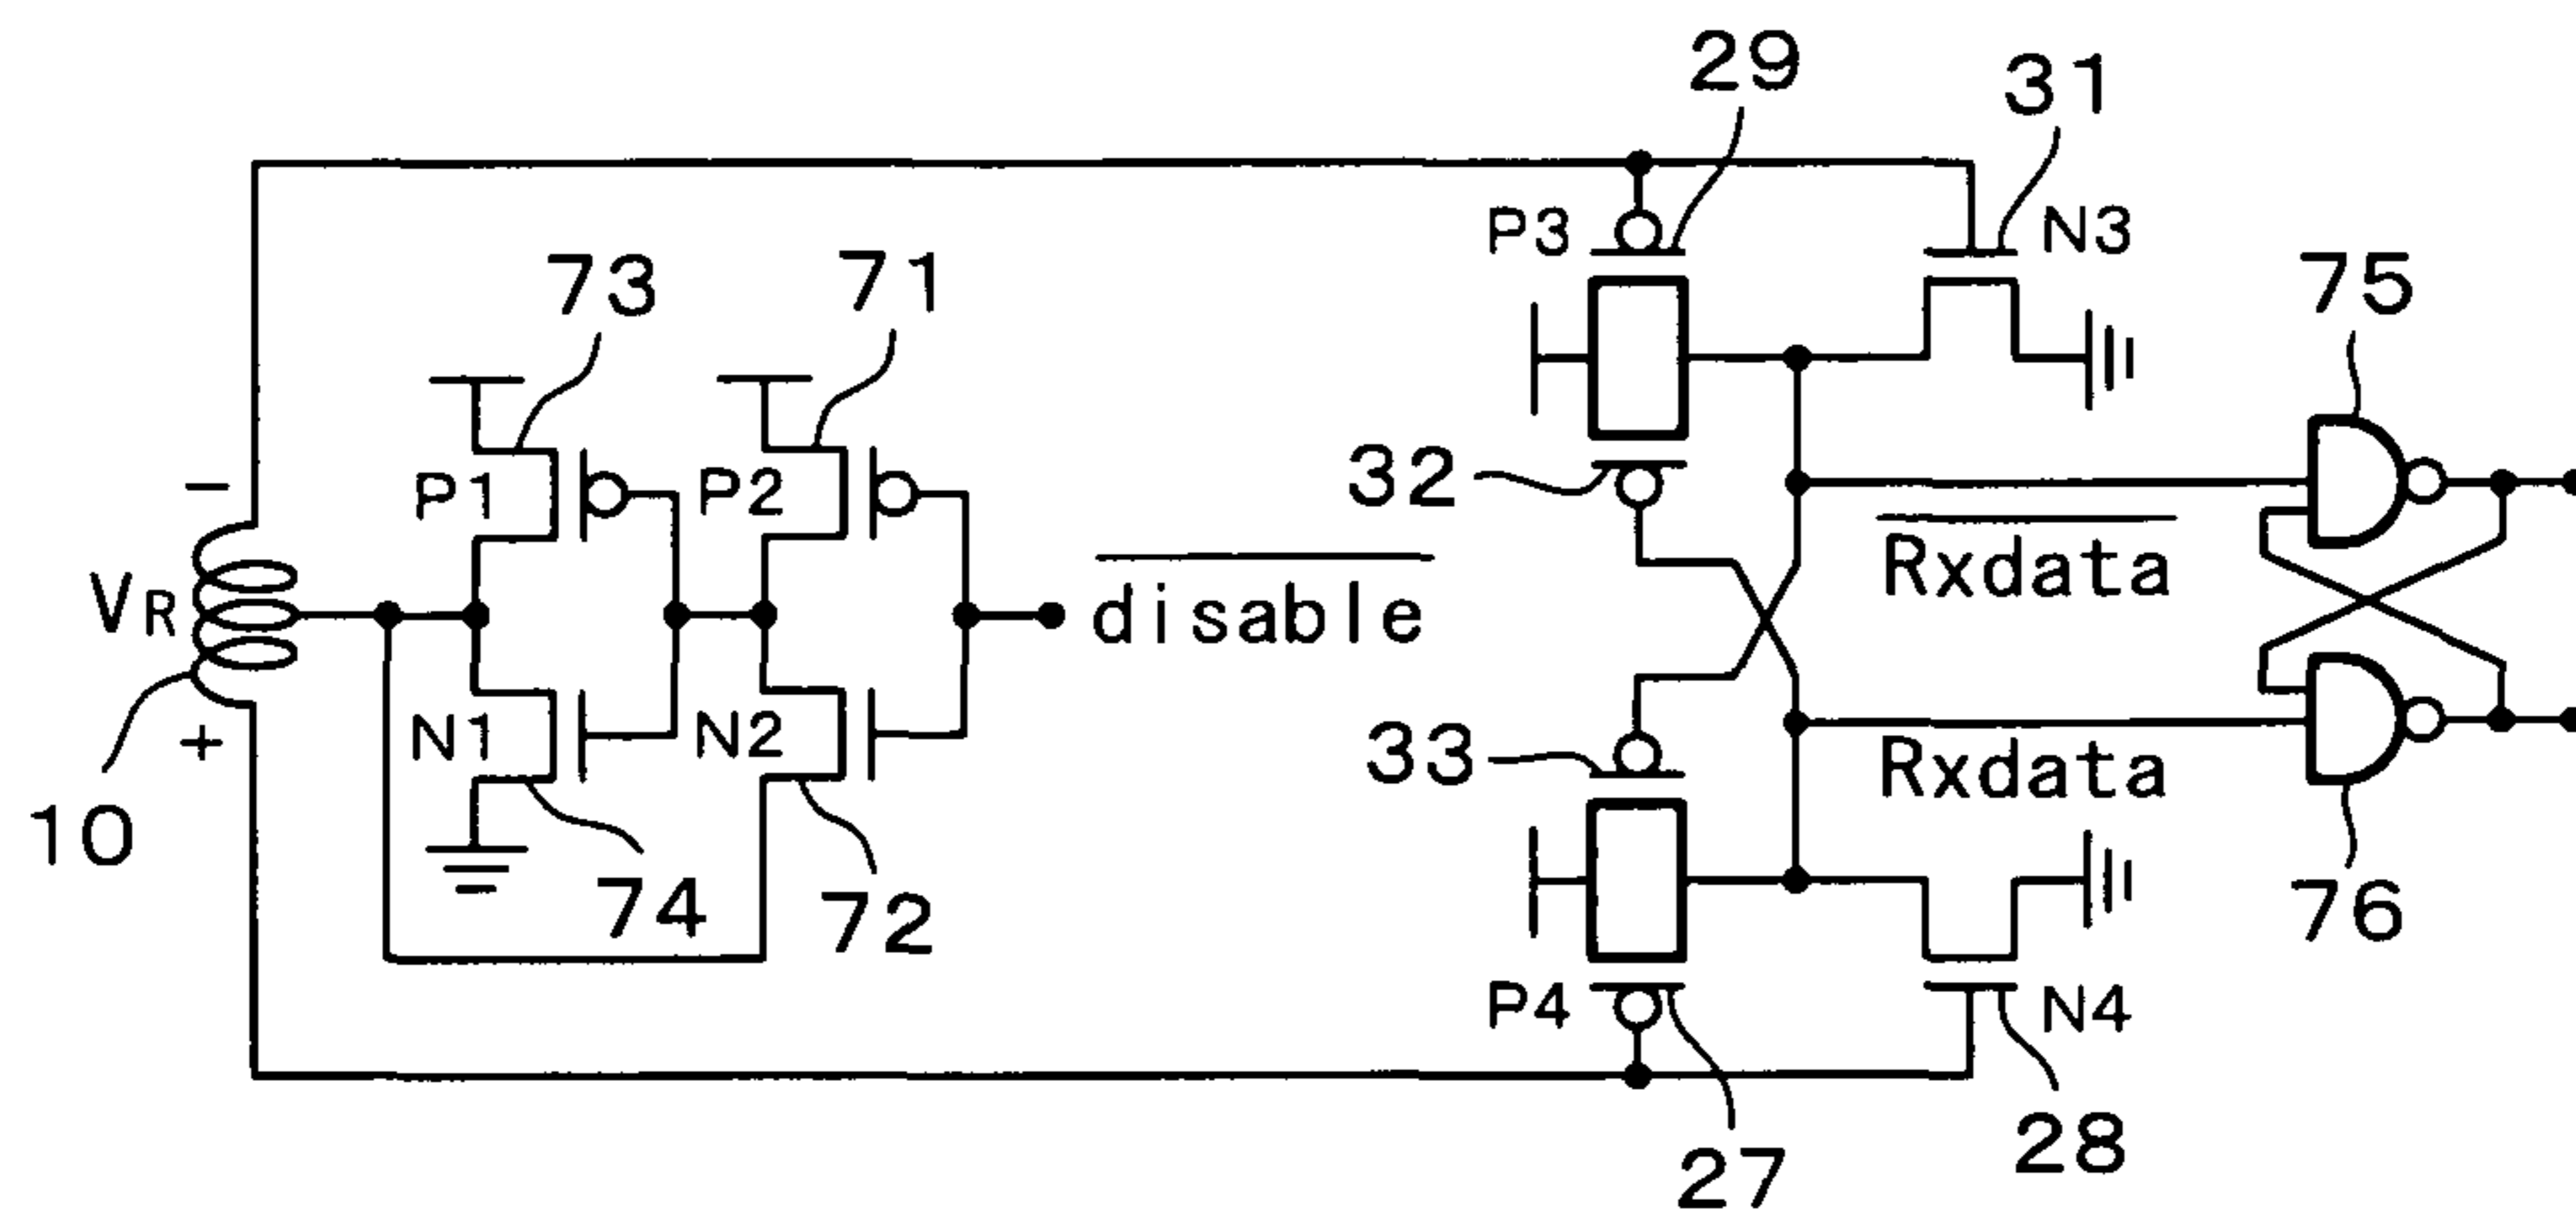 29
31
P3
N3
73
71
75
P1
P2
32
−
Rxdata
VR
disable
33
N1
N2
Rxdata
+
10
74
72
76
P4
N4
27
28